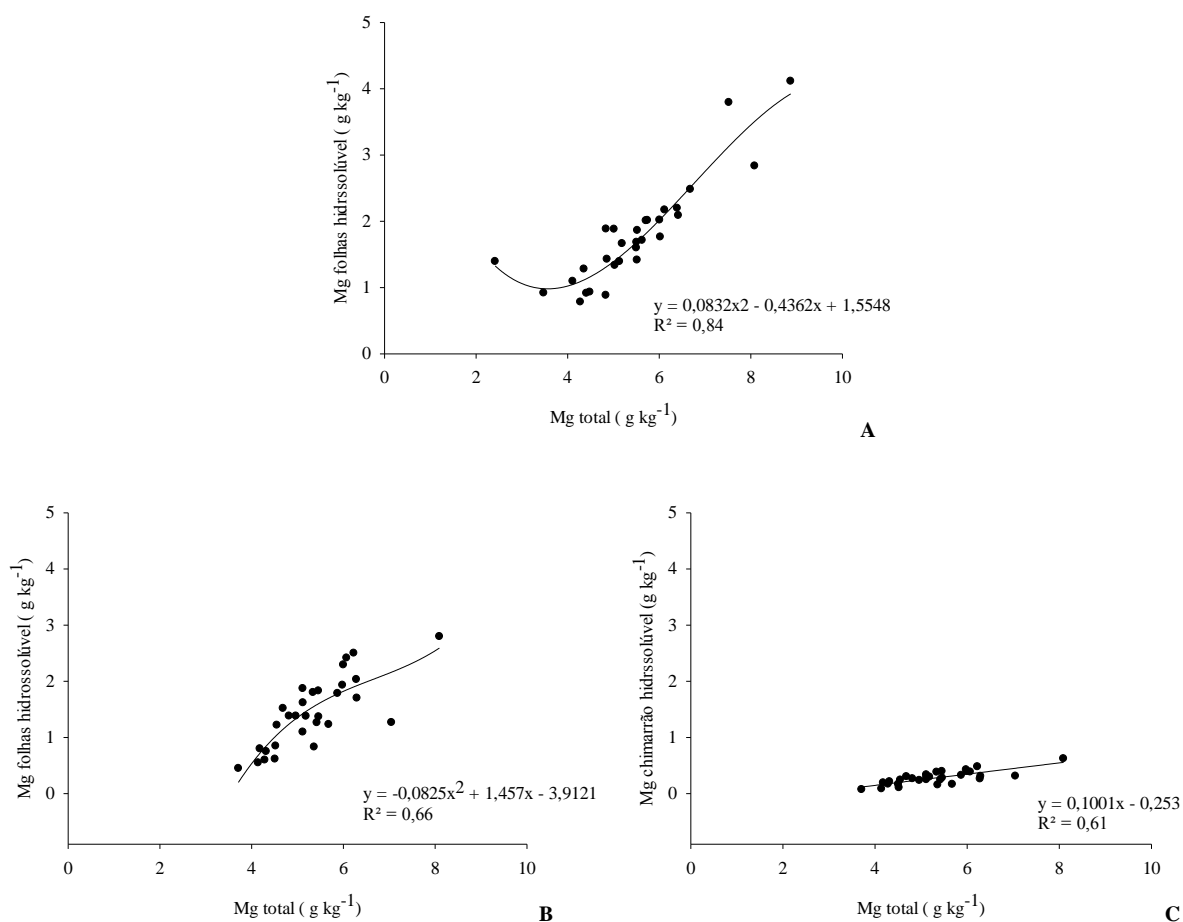 Mg folhas hidrssolúvel ( g kg-1)
5
4
3
2
1
0
y = 0,0832x2 - 0,4362x + 1,5548
R² = 0,84
0 2 4 6 8 10
Mg total ( g kg-1)
A
Mg folhas hidrossolúvel ( g kg-1)
5
4
3
2
1
0
y = -0,0825x2 + 1,457x - 3,9121
R² = 0,66
0 2 4 6 8 10
Mg total ( g kg-1)
B
Mg chimarrão hidrssolúvel (g kg-1)
5
4
3
2
1
0
y = 0,1001x - 0,253
R² = 0,61
0 2 4 6 8 10
Mg total ( g kg-1)
C